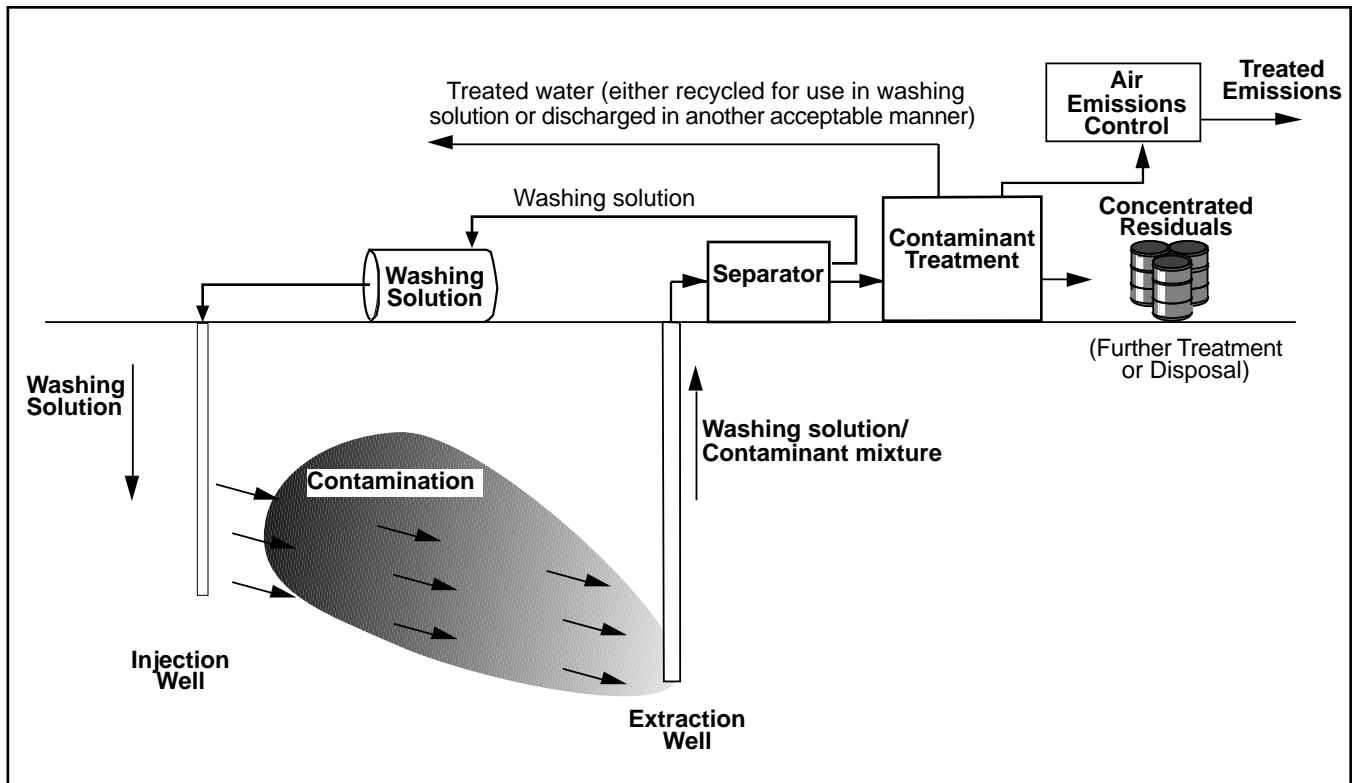 Treated water (either recycled for use in washing
solution or discharged in another acceptable manner)
Air
Emissions
Control
Treated
Emissions
Washing solution
Washing
Solution
Separator
Contaminant
Treatment
Concentrated
Residuals
(Further Treatment
or Disposal)
Washing
Solution
Contamination
Washing solution/
Contaminant mixture
Injection
Well
Extraction
Well